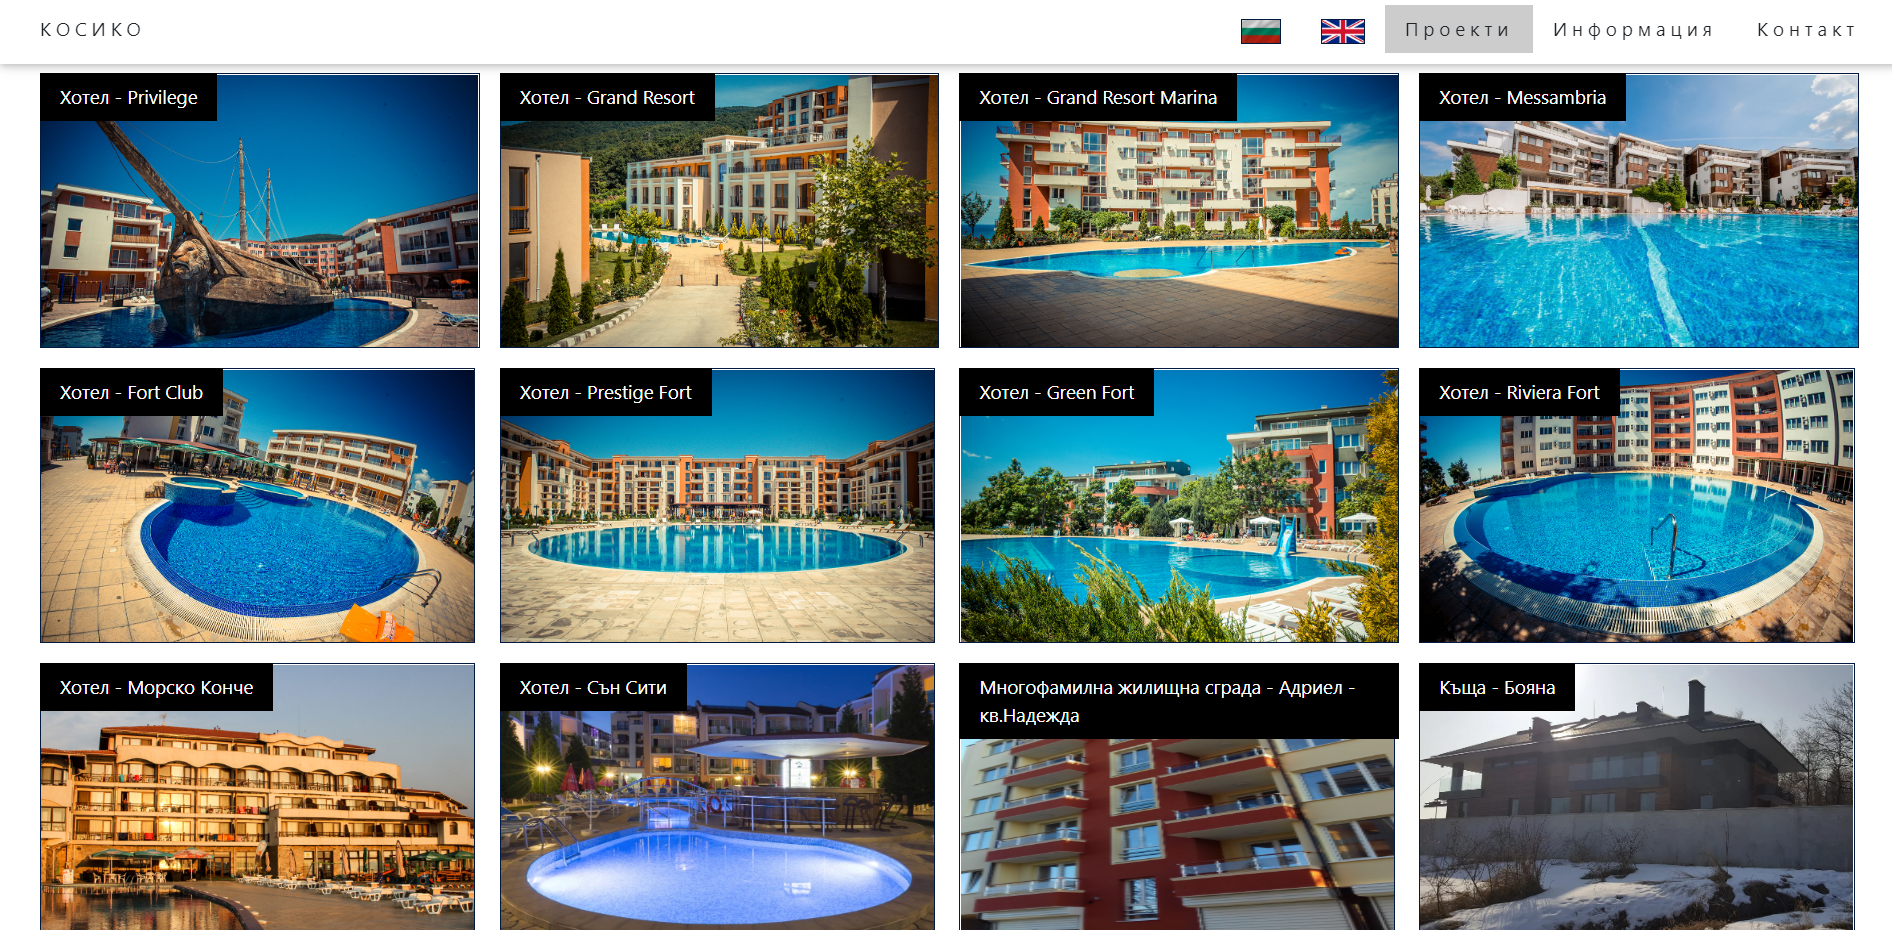 КОСИКО
Проекти
Информация
Контакт
Хотел - Privilege
Хотел - Grand Resort
Хотел - Grand Resort Marina
Хотел - Messambria
Хотел - Fort Club
Хотел - Prestige Fort
Хотел - Green Fort
Хотел - Riviera Fort
Хотел - Морско Конче
Хотел - Сън Сити
Многофамилна жилищна сграда - Адриел -
кв.Надежда
Къща - Бояна